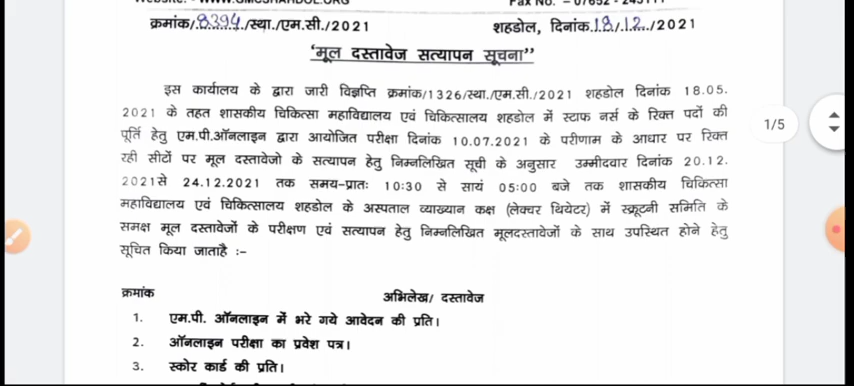 क्रमांक/8394/स्था./एम.सी./2021 शहडोल, दिनांक.18./.12../2021
'मूल दस्तावेज सत्यापन सूचना''
इस कार्यालय के द्वारा जारी विज्ञप्ति क्रमांक/1326/स्था./एम.सी./2021 शहडोल दिनांक 18.05.
2021 के तहत शासकीय चिकित्सा महाविद्यालय एवं चिकित्सालय शहडोल में स्टाफ नर्स के रिक्त पदों की
पूर्ति हेतु एम.पी.ऑनलाइन द्वारा आयोजित परीक्षा दिनांक 10.07.2021 के परीणाम के आधार पर रिक्त
रही सीटों पर मूल दस्तावेजो के सत्यापन हेतु निम्नलिखित सूची के अनुसार उम्मीदवार दिनांक 20.12.
2021से 24.12.2021 तक समय-प्रातः 10:30 से सायं 05:00 बजे तक शासकीय चिकित्सा
महाविद्यालय एवं चिकित्सालय शहडोल के अस्पताल व्याख्यान कक्ष (लेक्चर थियेटर) में स्क्रूटनी समिति के
समक्ष मूल दस्तावेजों के परीक्षण एवं सत्यापन हेतु निम्नलिखित मूलदस्तावेजों के साथ उपस्थित होने हेतु
सूचित किया जाताहै :-
क्रमांक अभिलेख/ दस्तावेज
1. एम.पी. ऑनलाइन में भरे गये आवेदन की प्रति।
2. ऑनलाइन परीक्षा का प्रवेश पत्र।
3. स्कोर कार्ड की प्रति।
1/5